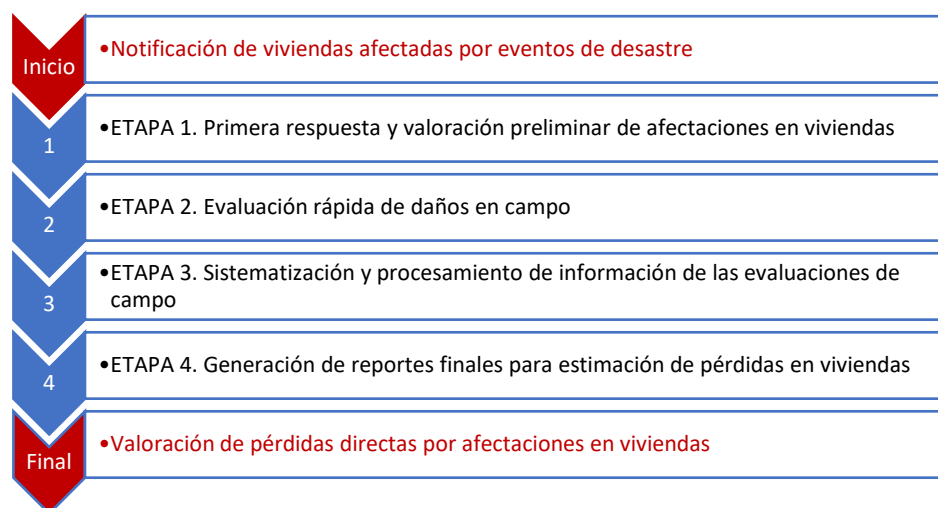 Inicio
•Notificación de viviendas afectadas por eventos de desastre
1
•ETAPA 1. Primera respuesta y valoración preliminar de afectaciones en viviendas
2
•ETAPA 2. Evaluación rápida de daños en campo
3
•ETAPA 3. Sistematización y procesamiento de información de las evaluaciones de
campo
4
•ETAPA 4. Generación de reportes finales para estimación de pérdidas en viviendas
Final
•Valoración de pérdidas directas por afectaciones en viviendas